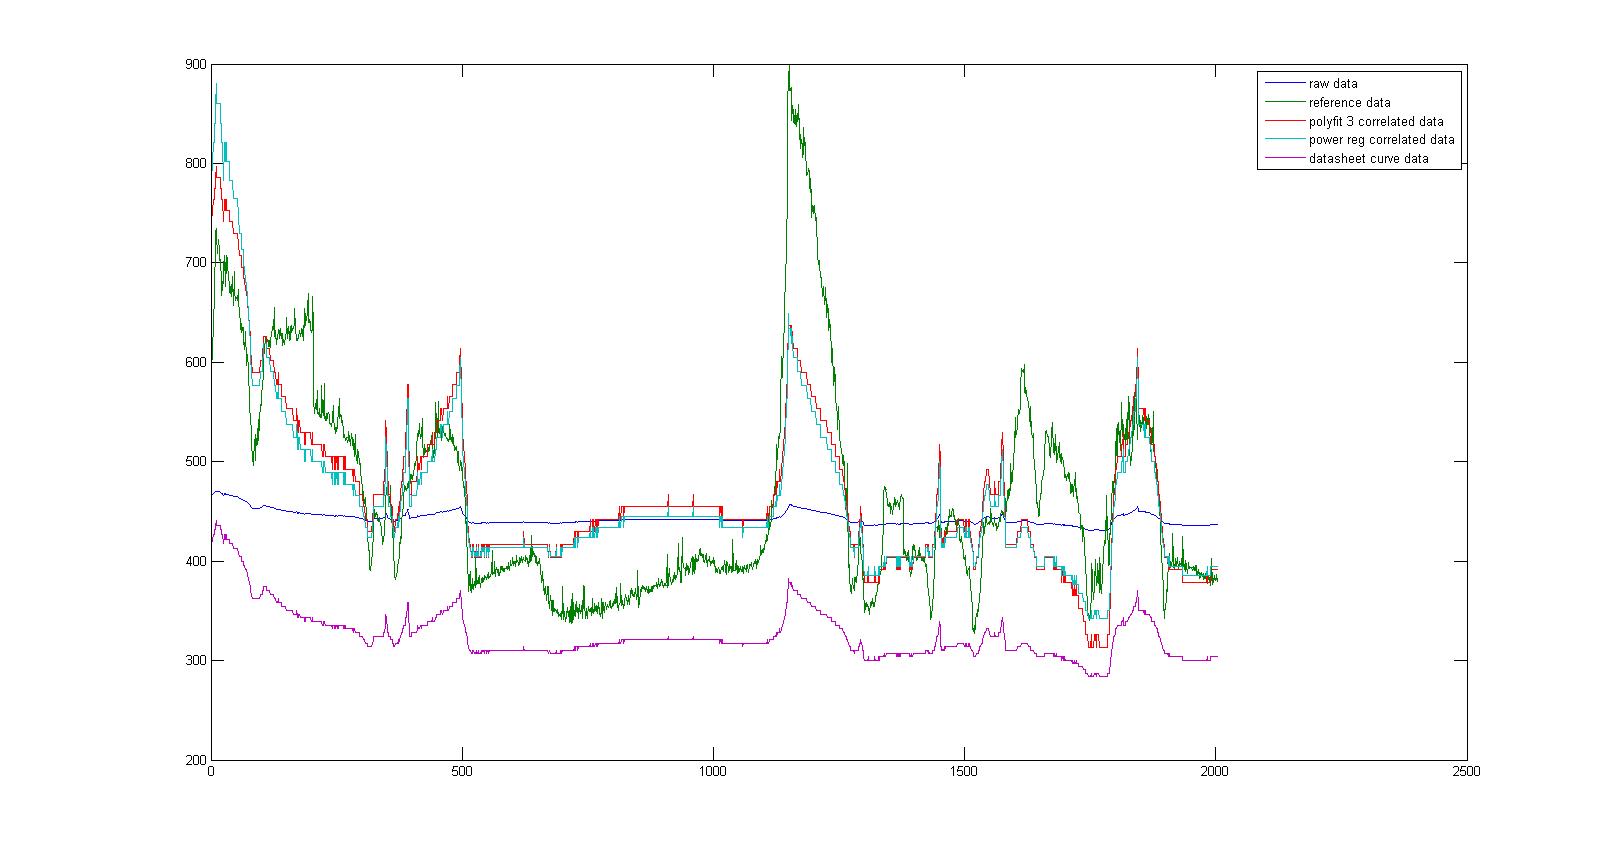 900
800
700
600
500
400
300
200
0
500
1000
1500
2000
2500
raw data
reference data
polyfit 3 correlated data
power reg correlated data
datasheet curve data